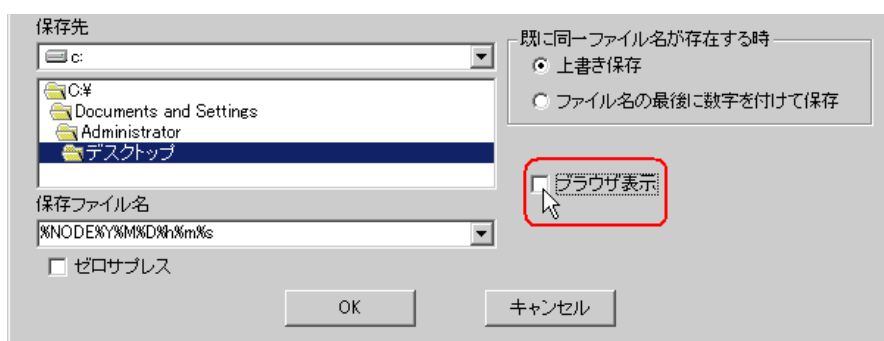 保存先
c:
C:¥
Documents and Settings
Administrator
デスクトップ
保存ファイル名
%NODE%Y%M%D%h%m%s
ゼロサプレス
既に同一ファイル名が存在する時
上書き保存
ファイル名の最後に数字を付けて保存
ブラウザ表示
OK
キャンセル